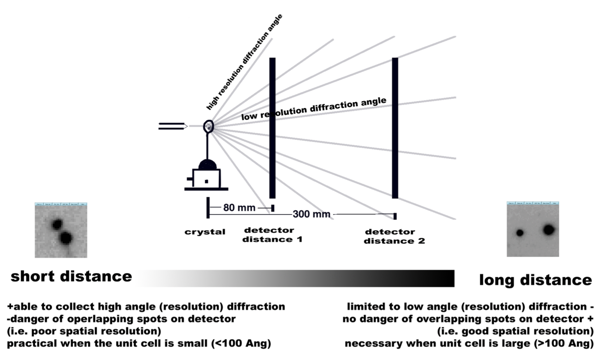 high resolution diffraction angle
low resolution diffraction angle
80 mm
300 mm
crystal
detector
distance 1
detector
distance 2
short distance
long distance
+able to collect high angle (resolution) diffraction
-danger of operlapping spots on detector
(i.e. poor spatial resolution)
practical when the unit cell is small (<100 Ang)
limited to low angle (resolution) diffraction -
no danger of overlapping spots on detector +
(i.e. good spatial resolution)
necessary when unit cell is large (>100 Ang)